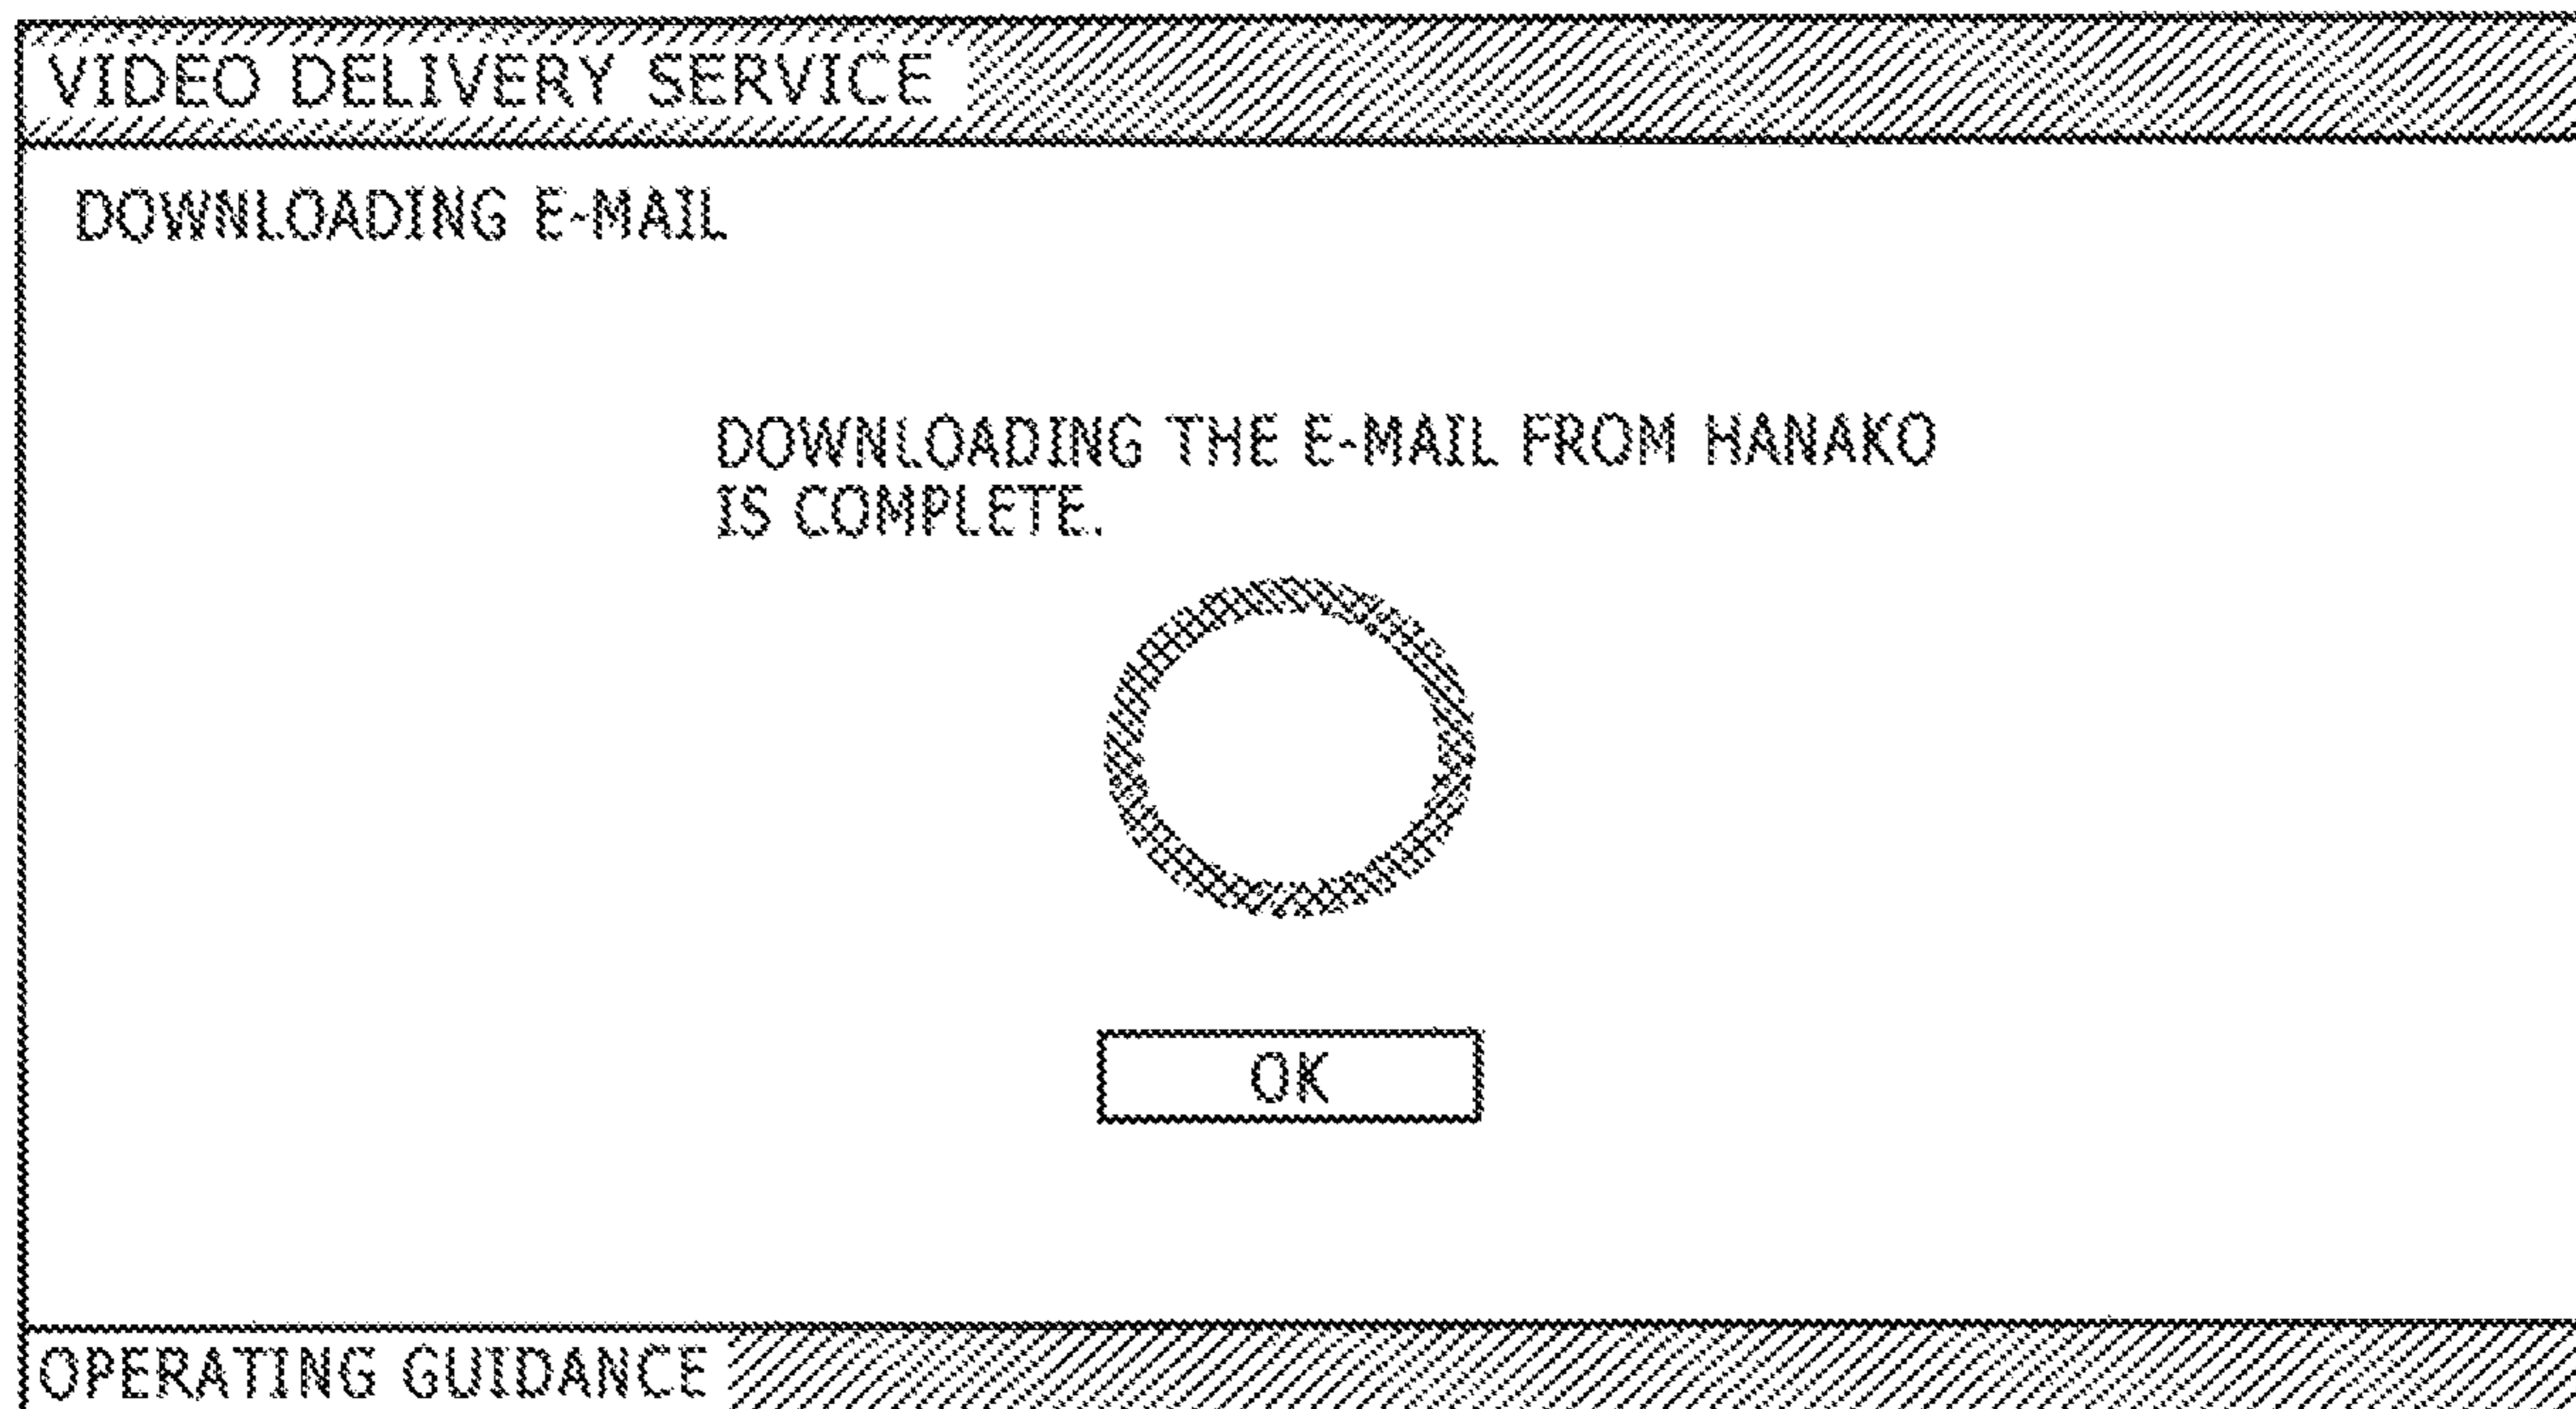 VIDEO DELIVERY SERVICE
DOWNLOADING E-MAIL
DOWNLOADING THE E-MAIL FROM HANAKO
IS COMPLETE.
OK
OPERATING GUIDANCE